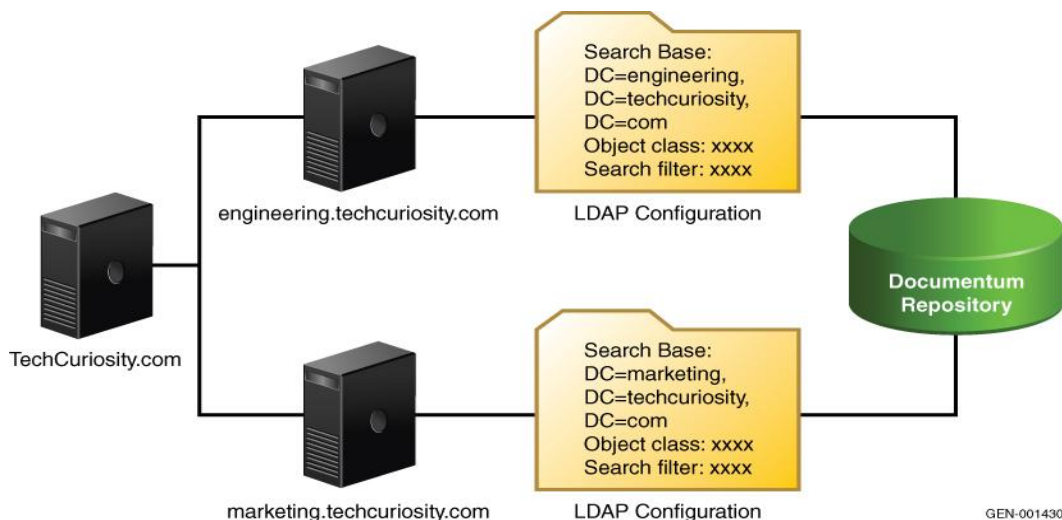 Search Base:
DC=engineering,
DC=techcuriosity,
DC=com
Object class: xxxx
Search filter: xxxx
engineering.techcuriosity.com
LDAP Configuration
TechCuriosity.com
Documentum
Repository
Search Base:
DC=marketing,
DC=techcuriosity,
DC=com
Object class: xxxx
Search filter: xxxx
marketing.techcuriosity.com
LDAP Configuration